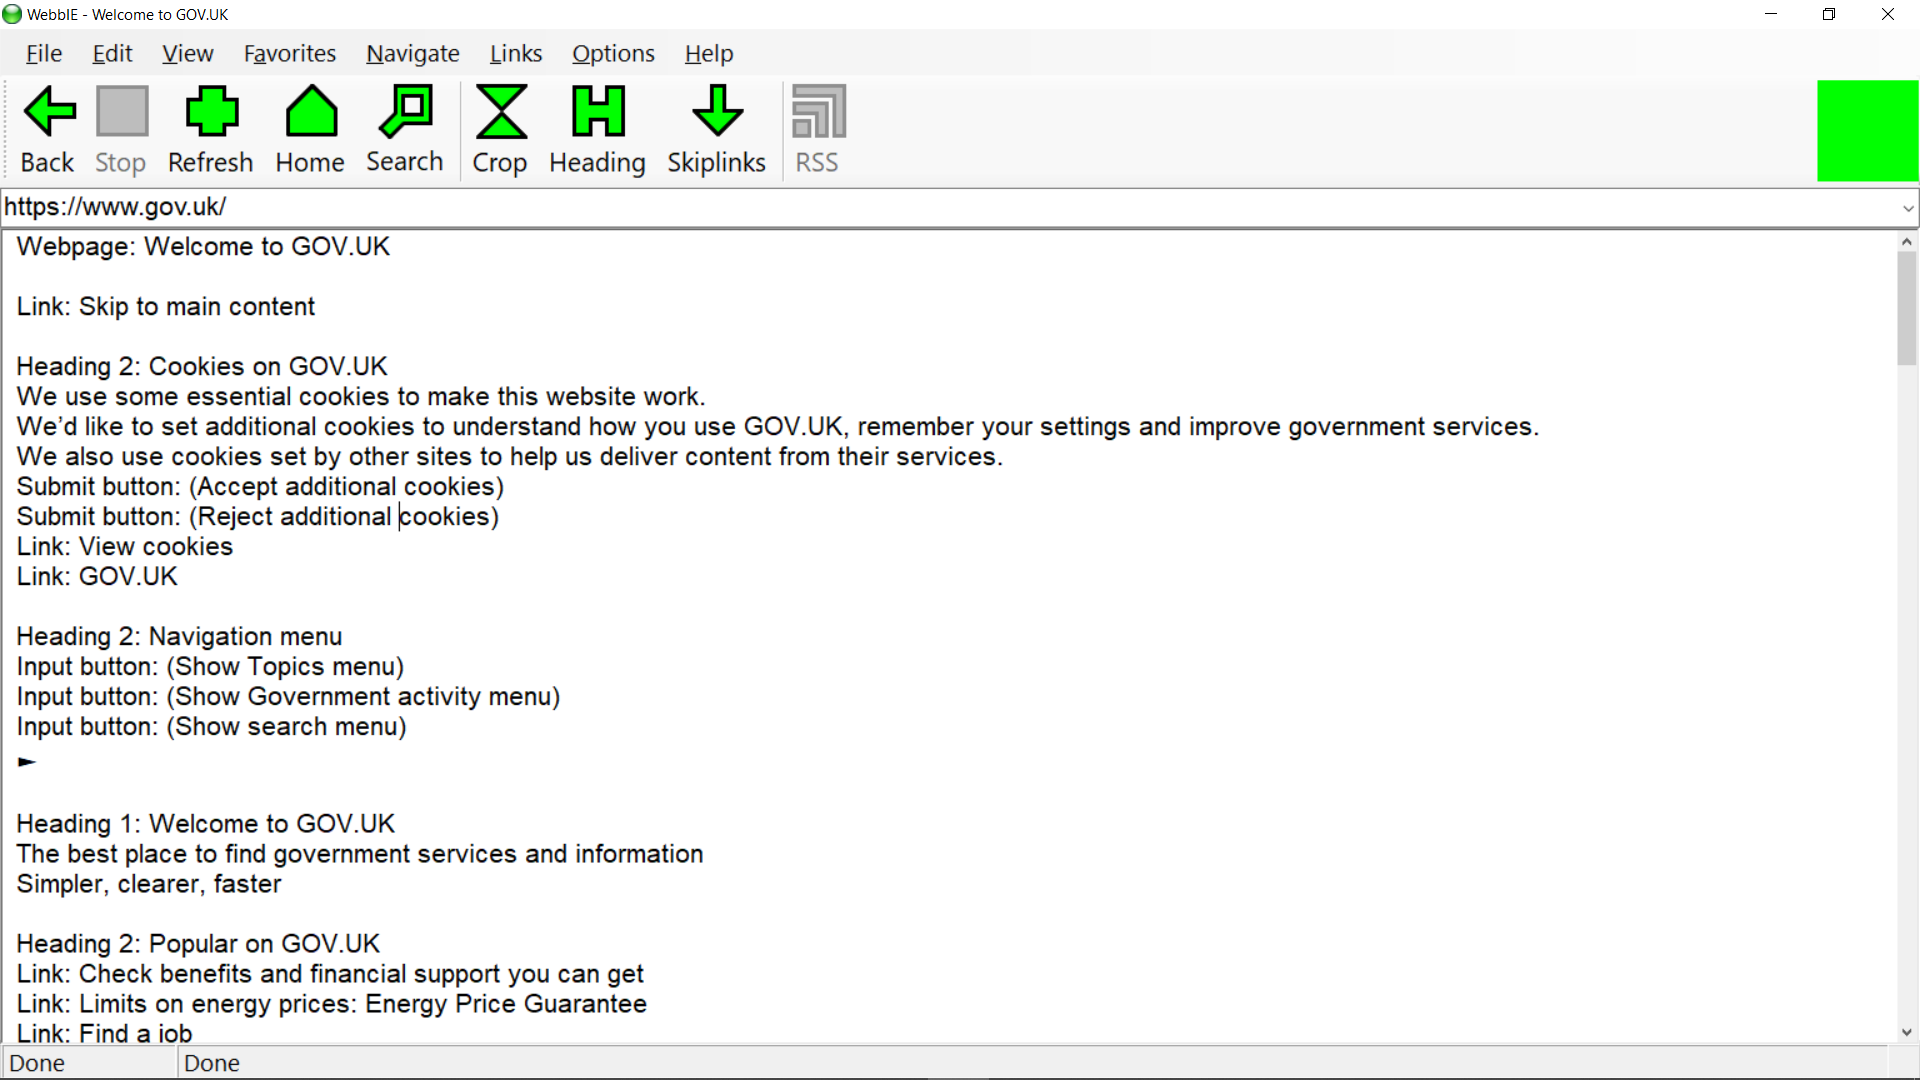 WebbIE - Welcome to GOV.UK
File Edit View Favorites Navigate Links Options Help
Back Stop Refresh Home Search Crop Heading Skiplinks RSS
https://www.gov.uk/
Webpage: Welcome to GOV.UK
Link: Skip to main content
Heading 2: Cookies on GOV.UK
We use some essential cookies to make this website work.
We’d like to set additional cookies to understand how you use GOV.UK, remember your settings and improve government services.
We also use cookies set by other sites to help us deliver content from their services.
Submit button: (Accept additional cookies)
Submit button: (Reject additional cookies)
Link: View cookies
Link: GOV.UK
Heading 2: Navigation menu
Input button: (Show Topics menu)
Input button: (Show Government activity menu)
Input button: (Show search menu)
►
Heading 1: Welcome to GOV.UK
The best place to find government services and information
Simpler, clearer, faster
Heading 2: Popular on GOV.UK
Link: Check benefits and financial support you can get
Link: Limits on energy prices: Energy Price Guarantee
Link: Find a job
Done Done